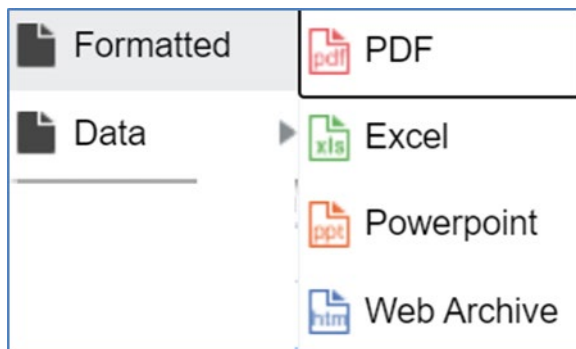 Formatted
Data
pdf PDF
xls Excel
ppt Powerpoint
htm Web Archive